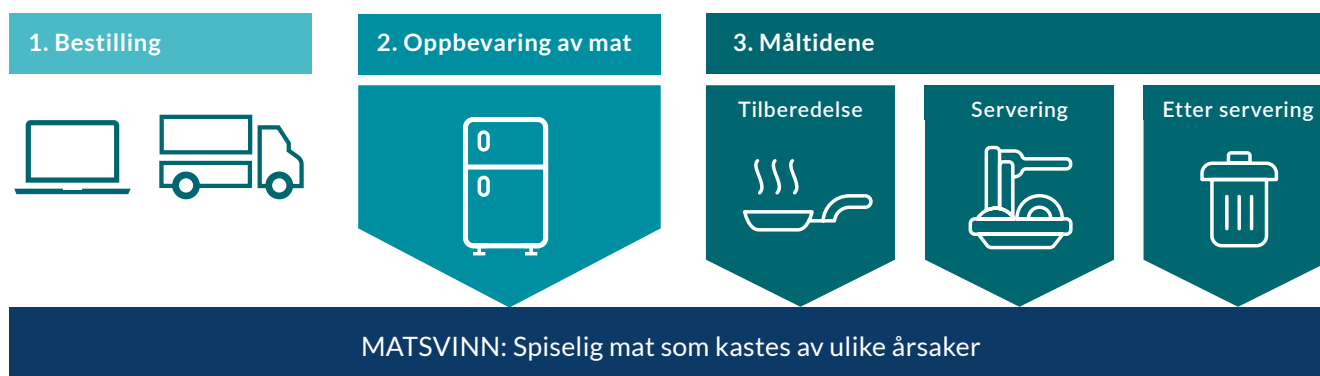 1. Bestilling
2. Oppbevaring av mat
3. Måltidene
Tilberedelse
Servering
Etter servering
MATSVINN: Spiselig mat som kastes av ulike årsaker